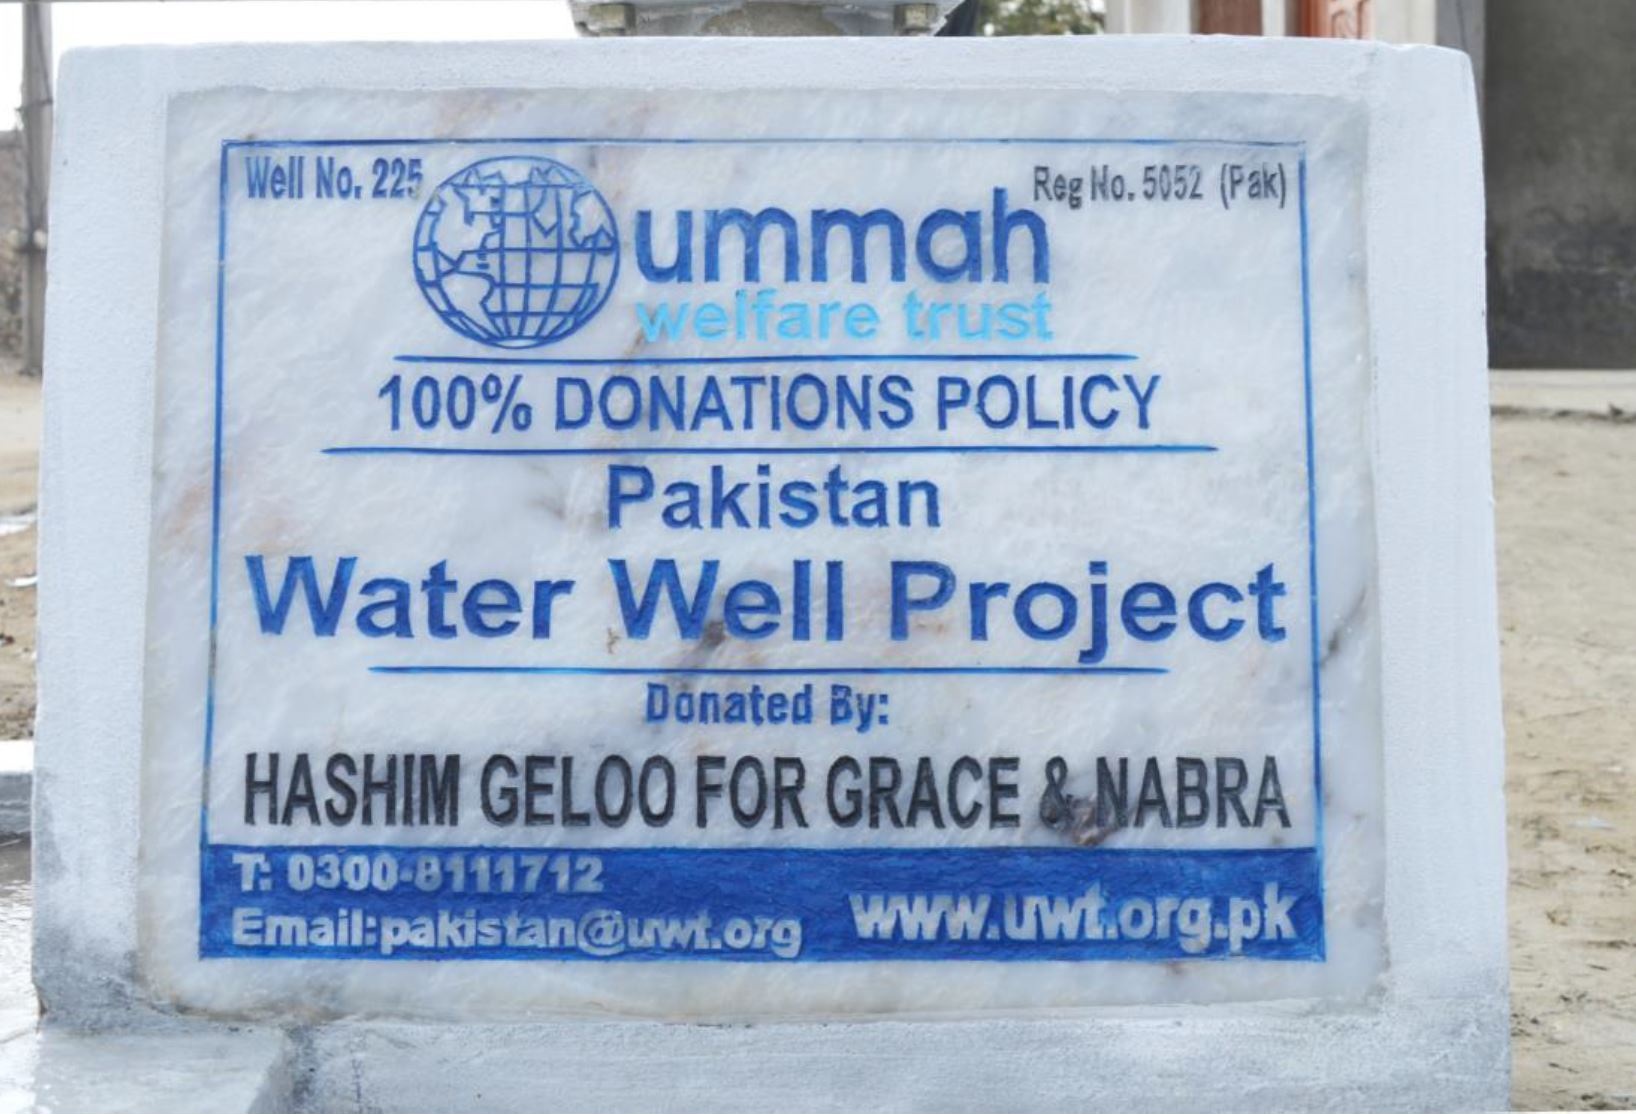 Well No. 225
Reg No. 5052 (Pak)
ummah
welfare trust
100% DONATIONS POLICY
Pakistan
Water Well Project
Donated By:
HASHIM GELOO FOR GRACE & NABRA
T: 0300-8111712
Email:pakistan@uwt.org
www.uwt.org.pk